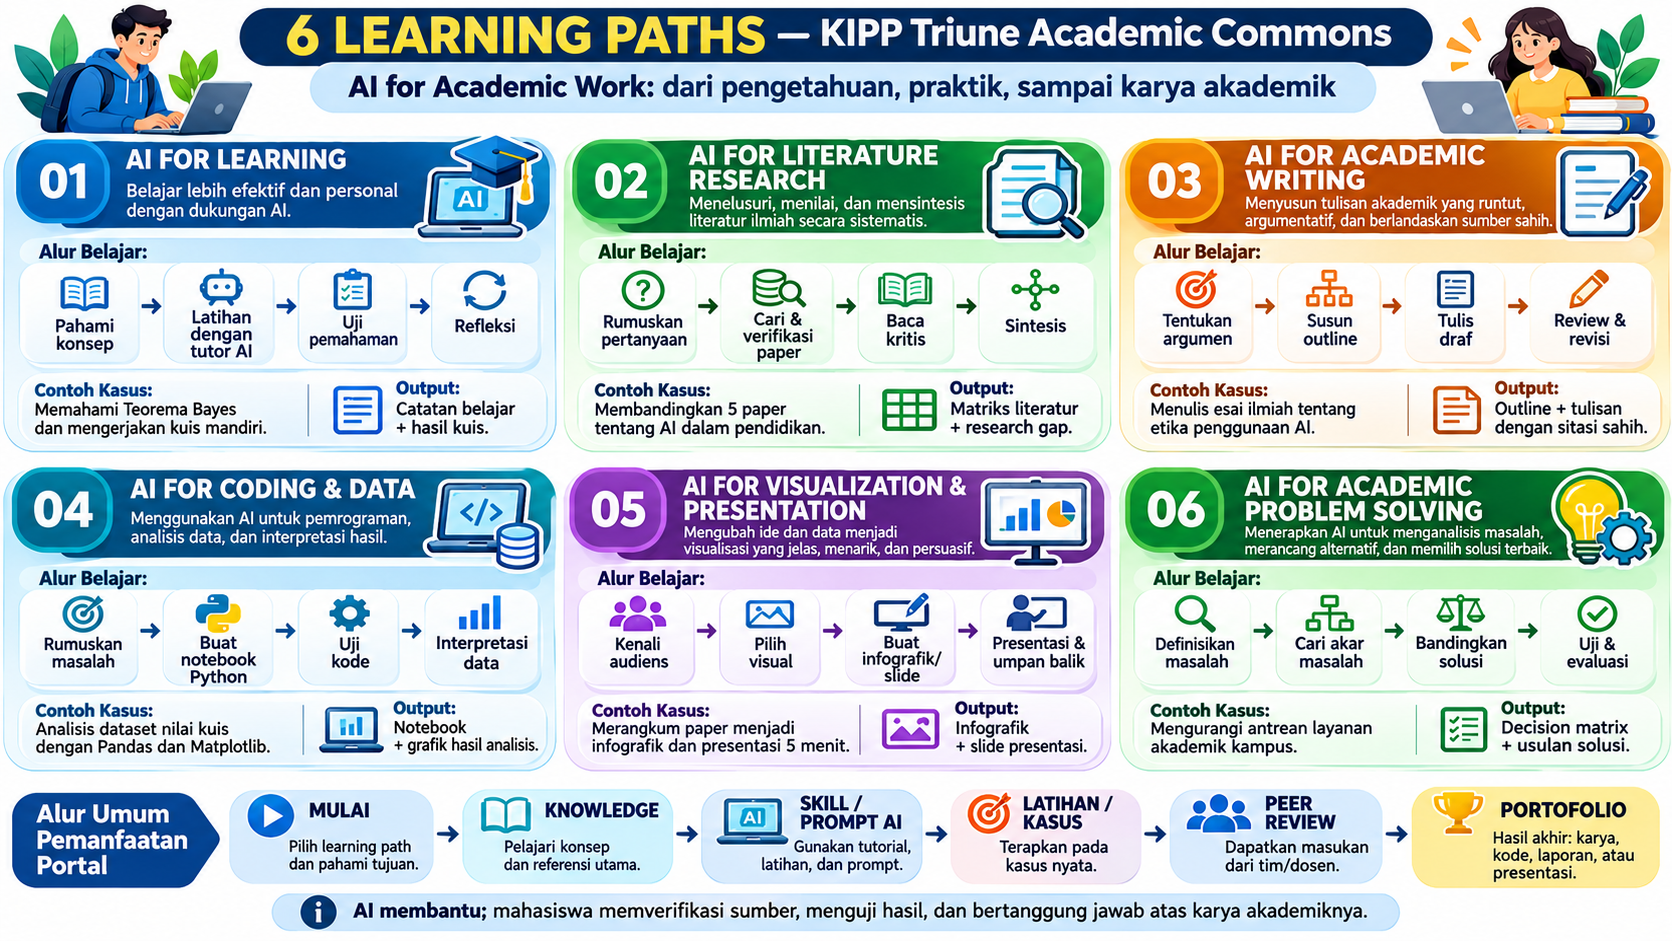 6 LEARNING PATHS — KIPP Triune Academic Commons
AI for Academic Work: dari pengetahuan, praktik, sampai karya akademik
01
AI FOR LEARNING
Belajar lebih efektif dan personal
dengan dukungan AI.
AI
Alur Belajar:
Pahami
konsep
Latihan
dengan
tutor AI
Uji
pemahaman
Refleksi
Contoh Kasus:
Memahami Teorema Bayes
dan mengerjakan kuis mandiri.
Output:
Catatan belajar
+ hasil kuis.
02
AI FOR LITERATURE
RESEARCH
Menelusuri, menilai, dan mensintesis
literatur ilmiah secara sistematis.
Alur Belajar:
?
Rumuskan
pertanyaan
Cari &
verifikasi
paper
Baca
kritis
Sintesis
Contoh Kasus:
Membandingkan 5 paper
tentang AI dalam pendidikan.
Output:
Matriks literatur
+ research gap.
03
AI FOR ACADEMIC
WRITING
Menyusun tulisan akademik yang runtut,
argumentatif, dan berlandaskan sumber sahih.
Alur Belajar:
Tentukan
argumen
Susun
outline
Tulis
draf
Review &
revisi
Contoh Kasus:
Menulis esai ilmiah tentang
etika penggunaan AI.
Output:
Outline + tulisan
dengan sitasi sahih.
04
AI FOR CODING & DATA
Menggunakan AI untuk pemrograman,
analisis data, dan interpretasi hasil.
</>
Alur Belajar:
Rumuskan
masalah
Buat
notebook
Python
Uji
kode
Interpretasi
data
Contoh Kasus:
Analisis dataset nilai kuis
dengan Pandas dan Matplotlib.
Output:
Notebook
+ grafik hasil analisis.
05
AI FOR VISUALIZATION &
PRESENTATION
Mengubah ide dan data menjadi
visualisasi yang jelas, menarik, dan persuasif.
Alur Belajar:
Kenali
audiens
Pilih
visual
Buat
infografik/
slide
Presentasi &
umpan balik
Contoh Kasus:
Merangkum paper menjadi
infografik dan presentasi 5 menit.
Output:
Infografik
+ slide presentasi.
06
AI FOR ACADEMIC
PROBLEM SOLVING
Menerapkan AI untuk menganalisis masalah,
merancang alternatif, dan memilih solusi terbaik.
Alur Belajar:
Definisikan
masalah
Cari akar
masalah
Bandingkan
solusi
Uji &
evaluasi
Contoh Kasus:
Mengurangi antrean layanan
akademik kampus.
Output:
Decision matrix
+ usulan solusi.
Alur Umum
Pemanfaatan
Portal
MULAI
Pilih learning path
dan pahami tujuan.
KNOWLEDGE
Pelajari konsep
dan referensi utama.
AI
SKILL /
PROMPT AI
Gunakan tutorial,
latihan, dan prompt.
LATIHAN /
KASUS
Terapkan pada
kasus nyata.
PEER
REVIEW
Dapatkan masukan
dari tim/dosen.
PORTOFOLIO
Hasil akhir: karya,
kode, laporan, atau
presentasi.
i
AI membantu; mahasiswa memverifikasi sumber, menguji hasil, dan bertanggung jawab atas karya akademiknya.